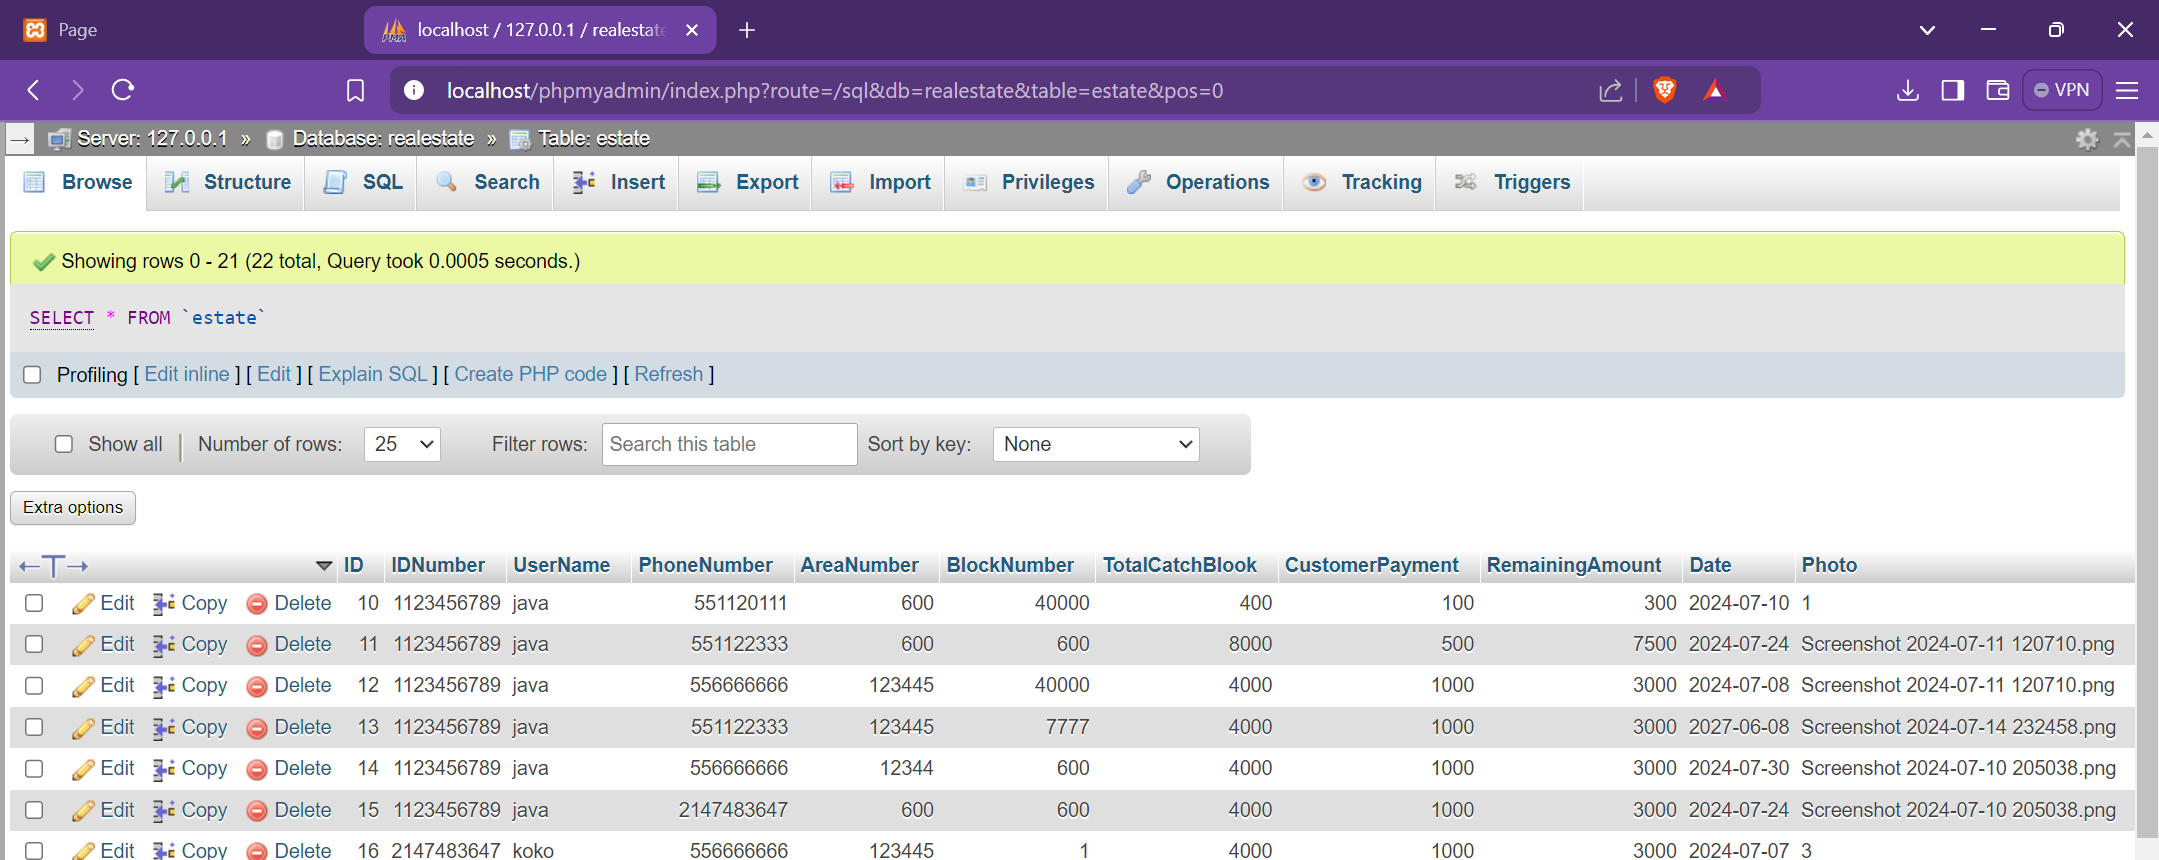 Page
localhost / 127.0.0.1 / realestate
localhost/phpmyadmin/index.php?route=/sql&db=realestate&table=estate&pos=0
VPN
Server: 127.0.0.1 » Database: realestate » Table: estate
Browse Structure SQL Search Insert Export Import Privileges Operations Tracking Triggers
Showing rows 0 - 21 (22 total, Query took 0.0005 seconds.)
SELECT * FROM `estate`
Profiling [ Edit inline ] [ Edit ] [ Explain SQL ] [ Create PHP code ] [ Refresh ]
Show all | Number of rows: 25 Filter rows: Search this table Sort by key: None
Extra options
←T→ ID IDNumber UserName PhoneNumber AreaNumber BlockNumber TotalCatchBlook CustomerPayment RemainingAmount Date Photo
Edit Copy Delete 10 1123456789 java 551120111 600 40000 400 100 300 2024-07-10 1
Edit Copy Delete 11 1123456789 java 551122333 600 600 8000 500 7500 2024-07-24 Screenshot 2024-07-11 120710.png
Edit Copy Delete 12 1123456789 java 556666666 123445 40000 4000 1000 3000 2024-07-08 Screenshot 2024-07-11 120710.png
Edit Copy Delete 13 1123456789 java 551122333 123445 7777 4000 1000 3000 2027-06-08 Screenshot 2024-07-14 232458.png
Edit Copy Delete 14 1123456789 java 556666666 12344 600 4000 1000 3000 2024-07-30 Screenshot 2024-07-10 205038.png
Edit Copy Delete 15 1123456789 java 2147483647 600 600 4000 1000 3000 2024-07-24 Screenshot 2024-07-10 205038.png
Edit Copy Delete 16 2147483647 koko 556666666 123445 1 4000 1000 3000 2024-07-07 3